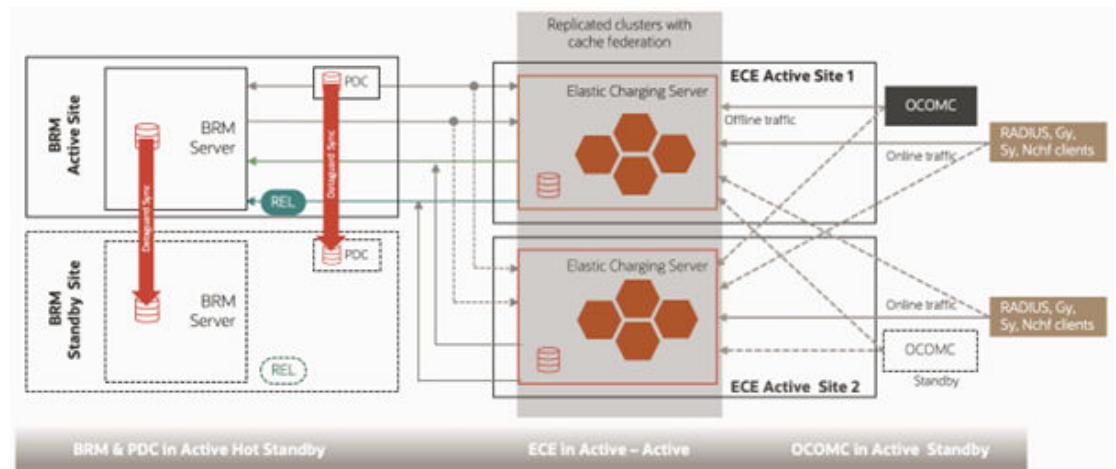 Replicated clusters with
cache federation
BRM
Active Site
BRM
Server
Dataguard Sync
PDC
Dataguard Sync
REL
ECE Active Site 1
Elastic Charging Server
Offline traffic
OCOMC
Online traffic
RADIUS, Gy,
Sy, Nchf clients
BRM
Standby Site
BRM
Server
PDC
REL
Elastic Charging Server
ECE Active Site 2
Online traffic
RADIUS, Gy,
Sy, Nchf clients
OCOMC
Standby
BRM & PDC in Active Hot Standby
ECE in Active – Active
OCOMC in Active Standby